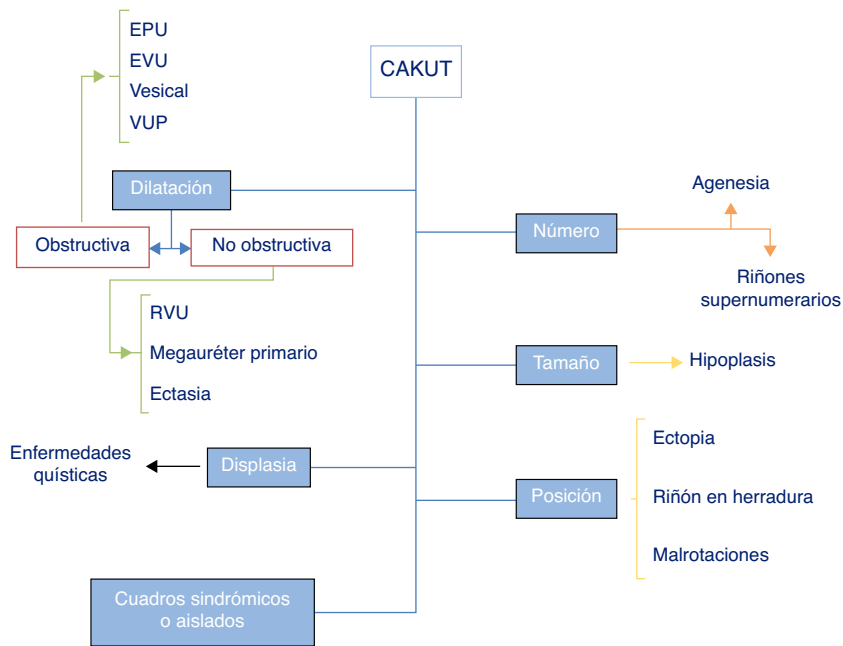 CAKUT
EPU
EVU
Vesical
VUP
Dilatación
Obstructiva
No obstructiva
RVU
Megauréter primario
Ectasia
Enfermedades
quísticas
Displasia
Cuadros sindrómicos
o aislados
Agenesia
Número
Riñones
supernumerarios
Tamaño
Hipoplasis
Ectopia
Posición
Riñón en herradura
Malrotaciones